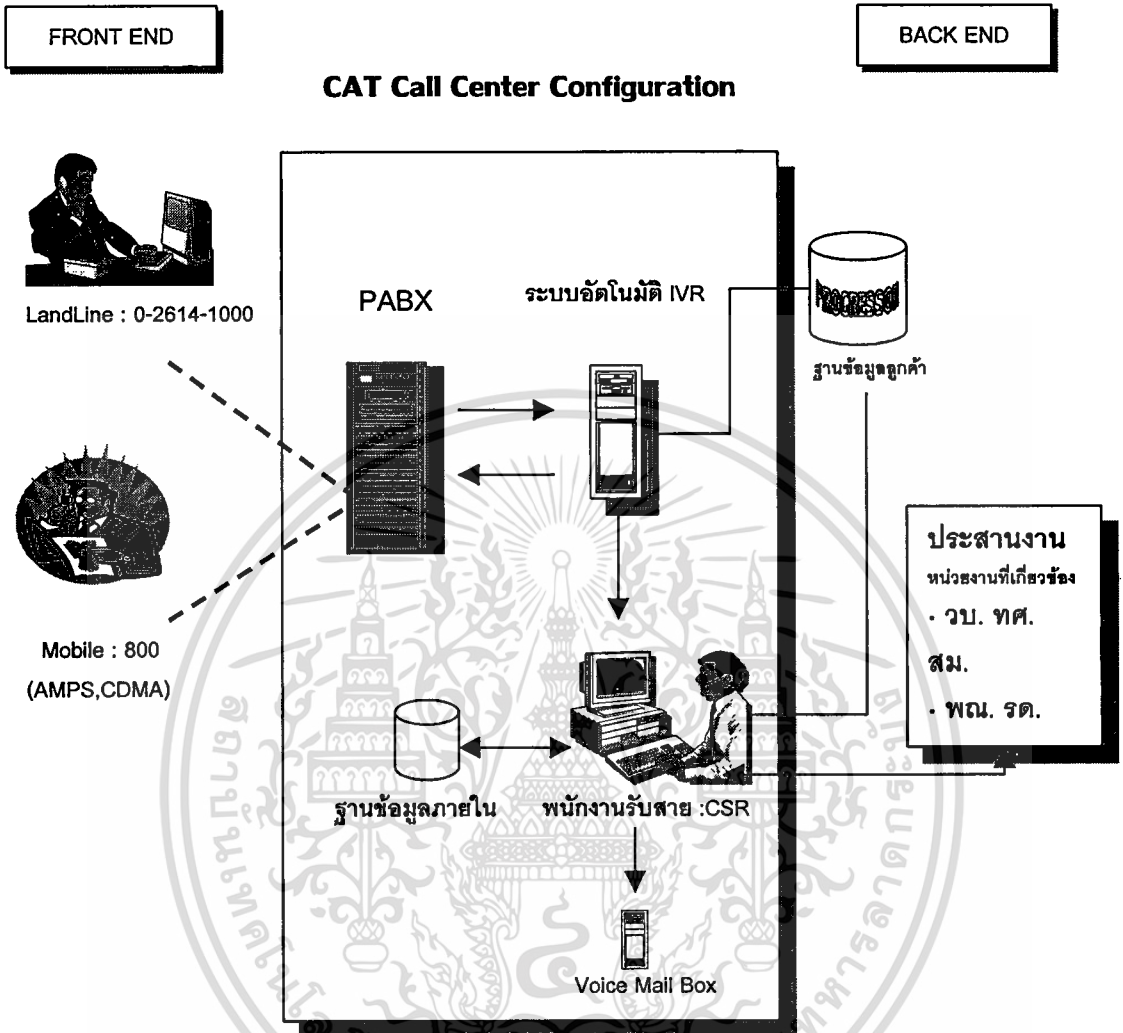 FRONT END
BACK END
CAT Call Center Configuration
LandLine : 0-2614-1000
PABX
ระบบอัตโนมัติ IVR
PROGRESSOR
ฐานข้อมูลลูกค้า
Mobile : 800
(AMPS,CDMA)
ประสานงาน
หน่วยงานที่เกี่ยวข้อง
· วบ. ทศ.
สม.
· พณ. รด.
ฐานข้อมูลภายใน
พนักงานรับสาย :CSR
Voice Mail Box